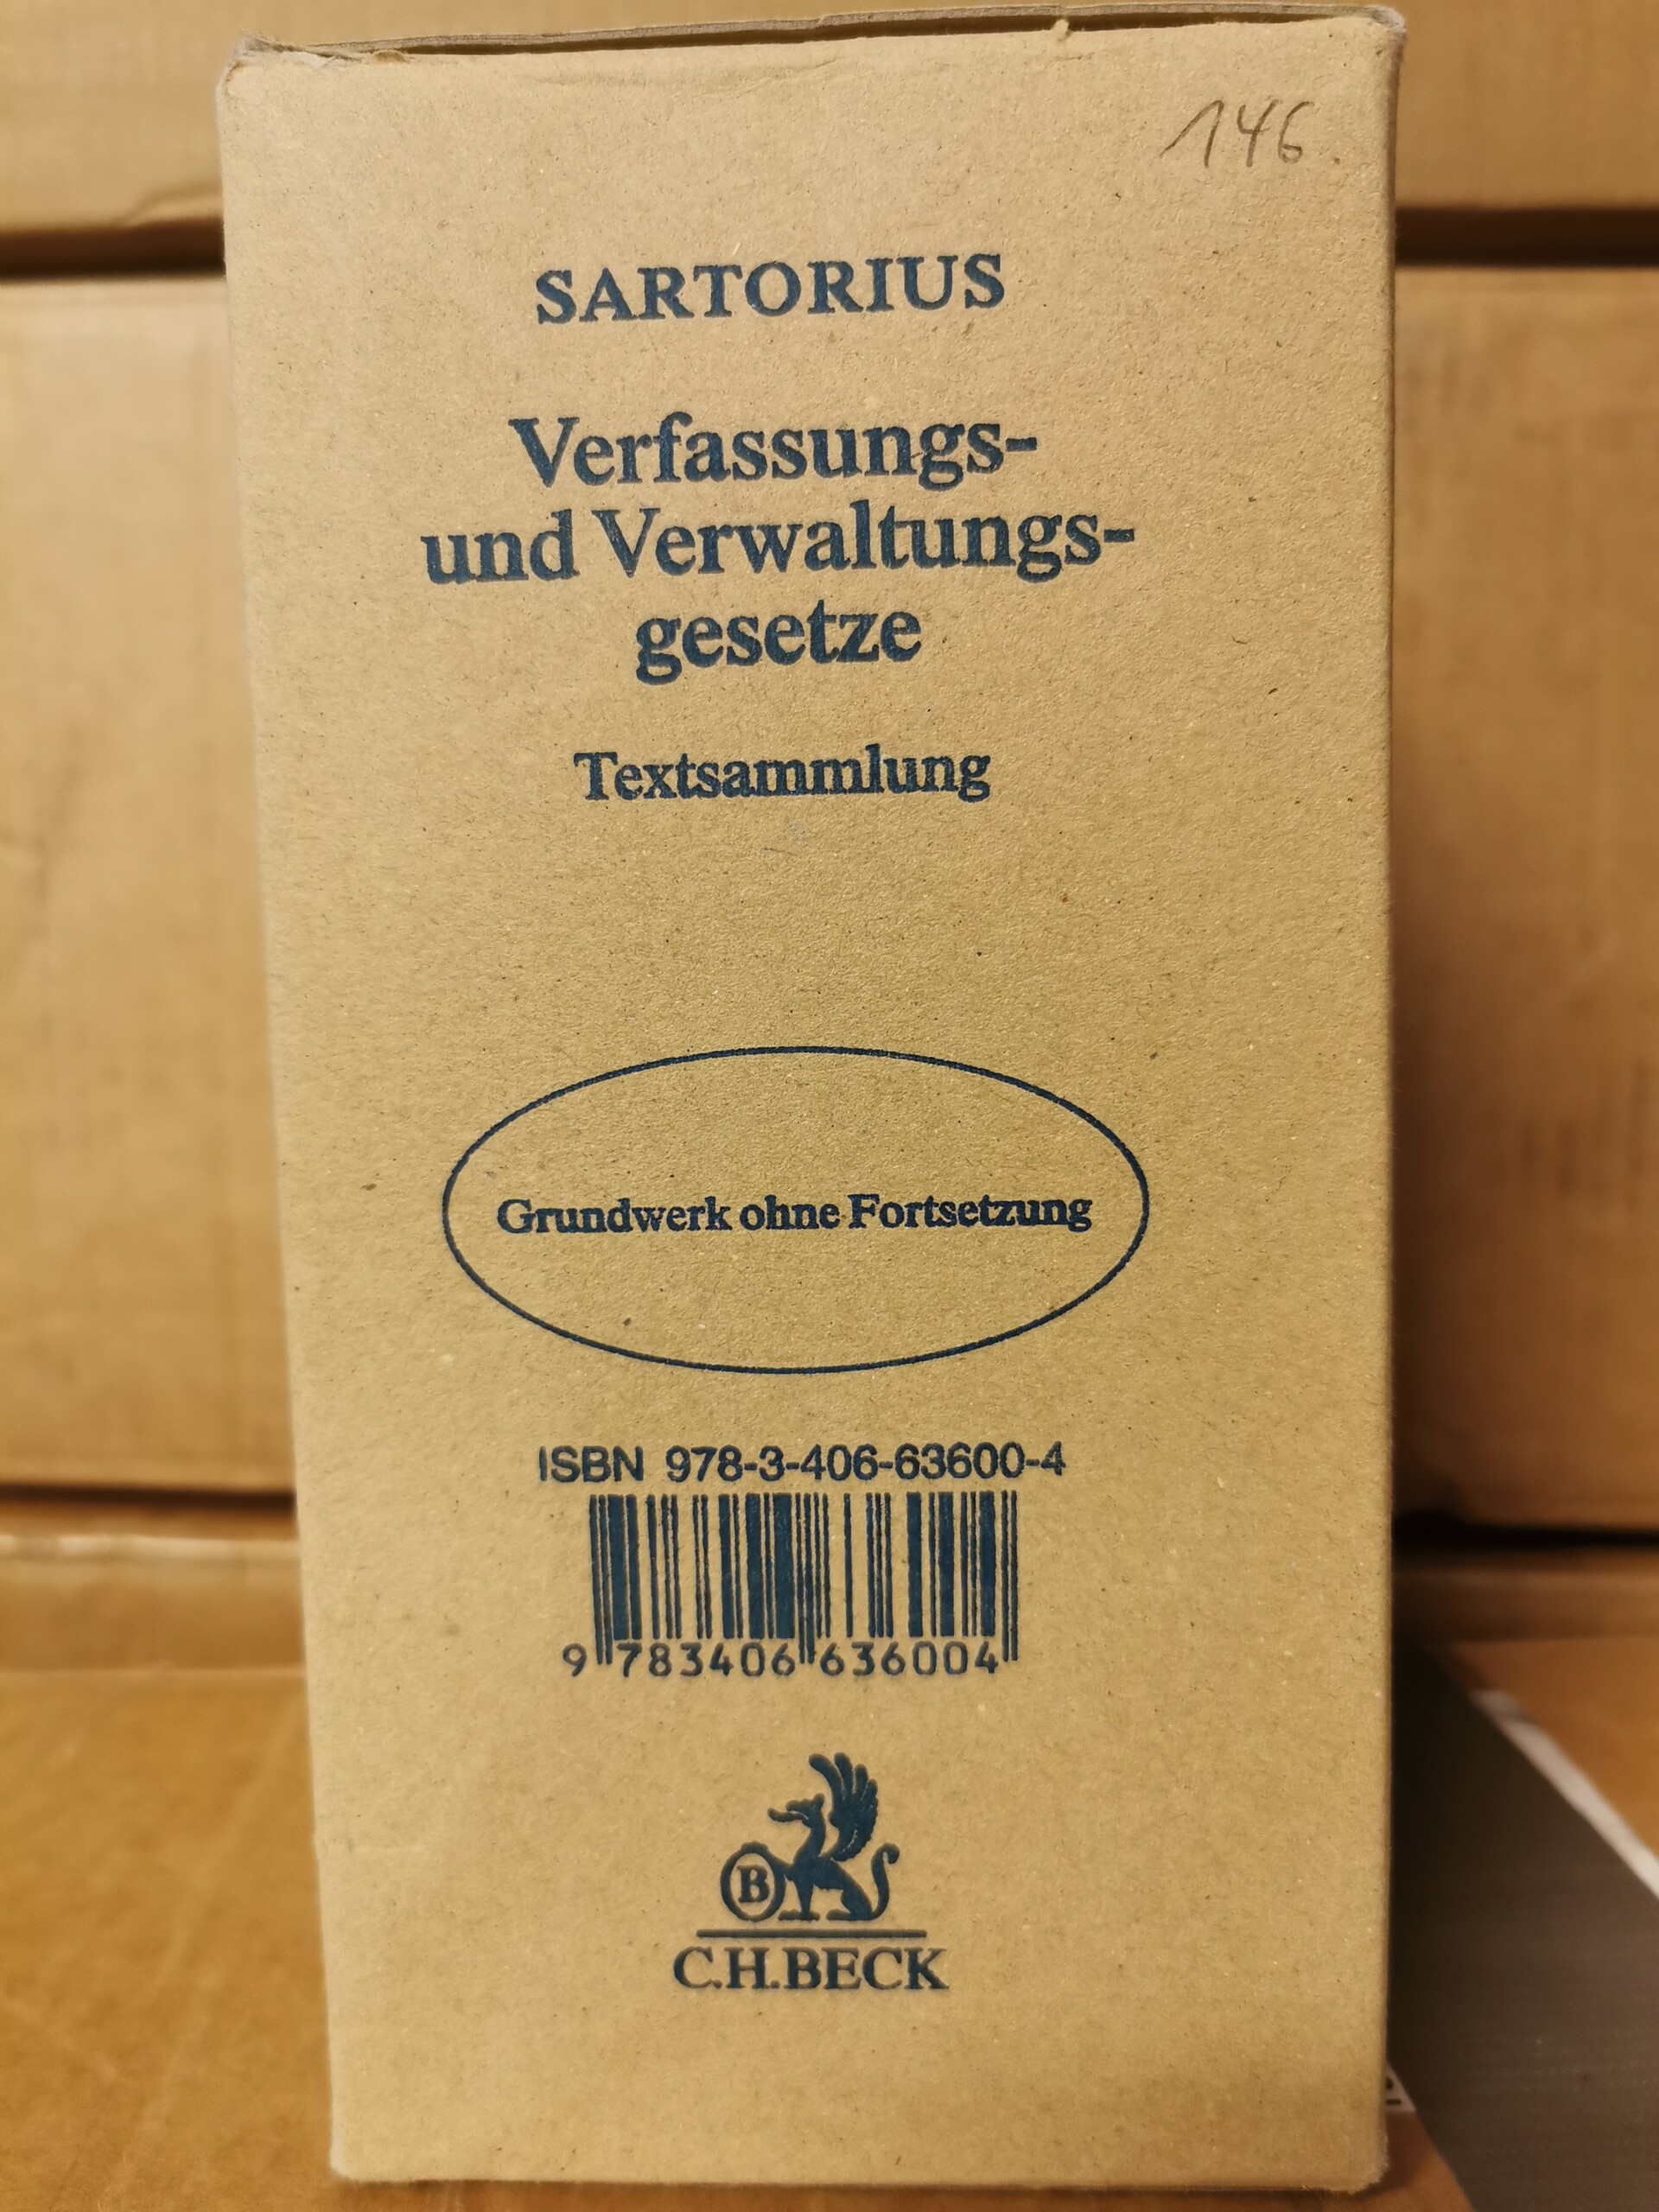 146.
SARTORIUS
Verfassungs-
und Verwaltungs-
gesetze
Textsammlung
Grundwerk ohne Fortsetzung
ISBN 978-3-406-63600-4
9 783406 636004
B
C.H.BECK